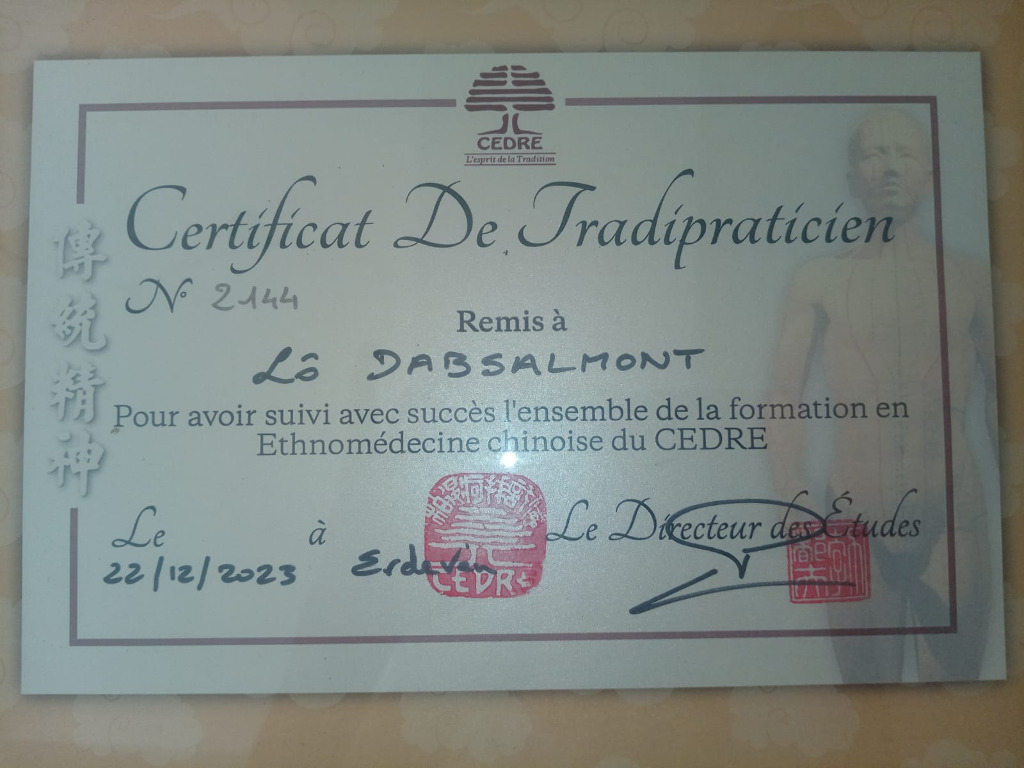 CEDRE
L'esprit de la Tradition
Certificat De Tradipraticien
N° 2144
Remis à
Lô DABSALMONT
Pour avoir suivi avec succès l'ensemble de la formation en
Ethnomédecine chinoise du CEDRE
傳統精神
Le à Le Directeur des Études
22/12/2023 Erdeven
CEDRE